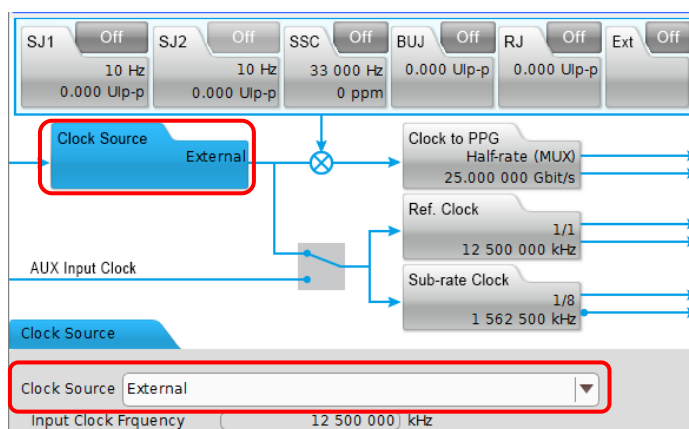 SJ1 Off SJ2 Off SSC Off BUJ Off RJ Off Ext Off
10 Hz 10 Hz 33 000 Hz 0.000 UIp-p 0.000 UIp-p
0.000 UIp-p 0.000 UIp-p 0 ppm
Clock Source
External
Clock to PPG
Half-rate (MUX)
25.000 000 Gbit/s
Ref. Clock
1/1
12 500 000 kHz
AUX Input Clock
Sub-rate Clock
1/8
1 562 500 kHz
Clock Source
Clock Source External
Input Clock Frquency 12 500 000 kHz